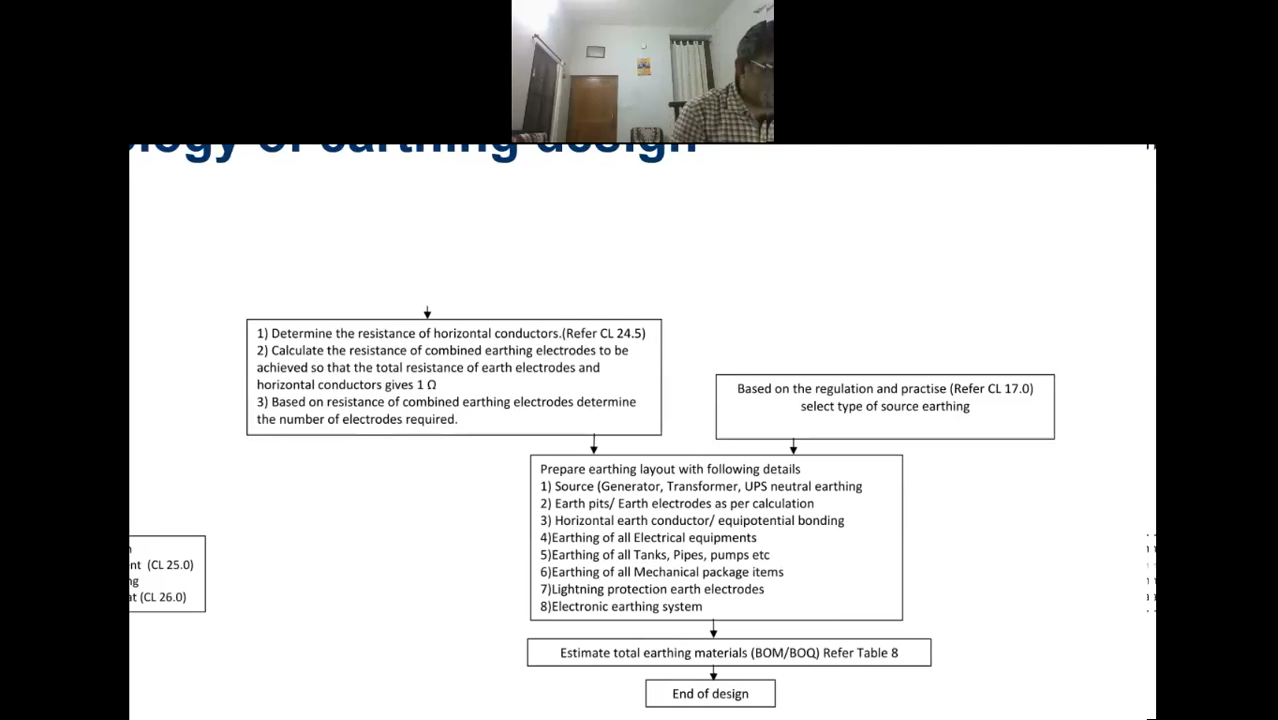 ology of earthing design
1) Determine the resistance of horizontal conductors.(Refer CL 24.5)
2) Calculate the resistance of combined earthing electrodes to be
achieved so that the total resistance of earth electrodes and
horizontal conductors gives 1 Ω
3) Based on resistance of combined earthing electrodes determine
the number of electrodes required.
Based on the regulation and practise (Refer CL 17.0)
select type of source earthing
Prepare earthing layout with following details
1) Source (Generator, Transformer, UPS neutral earthing
2) Earth pits/ Earth electrodes as per calculation
3) Horizontal earth conductor/ equipotential bonding
4)Earthing of all Electrical equipments
5)Earthing of all Tanks, Pipes, pumps etc
6)Earthing of all Mechanical package items
7)Lightning protection earth electrodes
8)Electronic earthing system
n
nt (CL 25.0)
ng
at (CL 26.0)
Estimate total earthing materials (BOM/BOQ) Refer Table 8
End of design